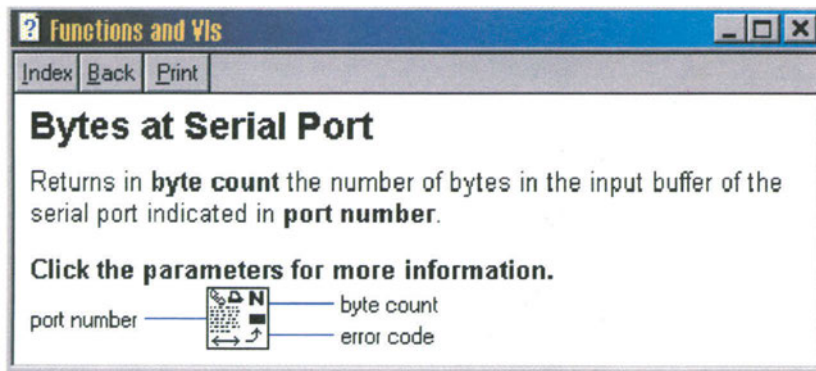 ? Functions and VIs
Index Back Print
Bytes at Serial Port
Returns in byte count the number of bytes in the input buffer of the
serial port indicated in port number.
Click the parameters for more information.
port number N byte count
error code